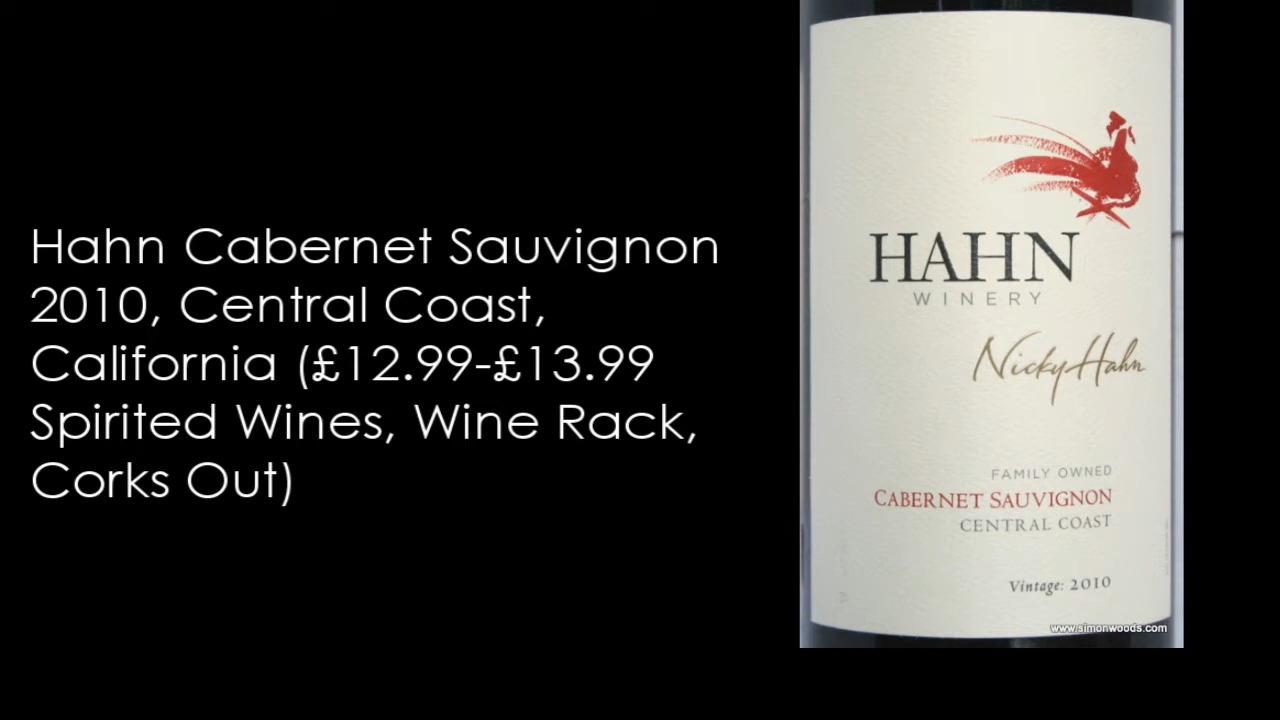 Hahn Cabernet Sauvignon
2010, Central Coast,
California (£12.99-£13.99
Spirited Wines, Wine Rack,
Corks Out)
HAHN
WINERY
Nicky Hahn
FAMILY OWNED
CABERNET SAUVIGNON
CENTRAL COAST
Vintage: 2010
www.simonwoods.com